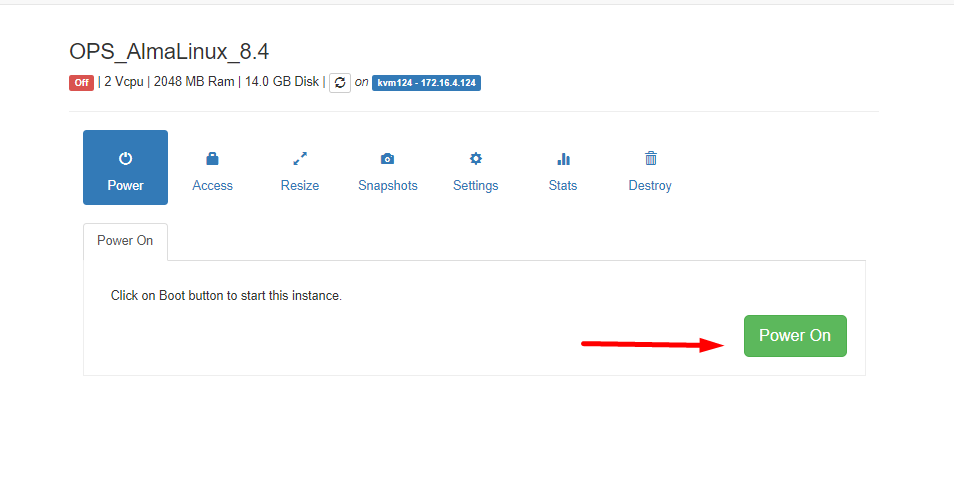 OPS_AlmaLinux_8.4
Off | 2 Vcpu | 2048 MB Ram | 14.0 GB Disk | on kvm124 - 172.16.4.124
Power Access Resize Snapshots Settings Stats Destroy
Power On
Click on Boot button to start this instance.
Power On